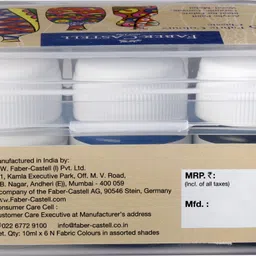 Fabric Colours
FABER-CASTELL
anufactured in India by:
W. Faber-Castell (I) Pvt. Ltd.
1, Kamla Executive Park, Off. M. V. Road,
B. Nagar, Andheri (E), Mumbai - 400 059
company of the Faber-Castell AG, 90546 Stein, Germany
ww.Faber-Castell.com
onsumer Care Cell :
ustomer Care Executive at Manufacturer's address
022 6772 9100 info@faber-castell.co.in
et. Qty: 10ml x 6 N Fabric Colours in assorted shades
MRP. ₹:
(Incl. of all taxes)
Mfd. :